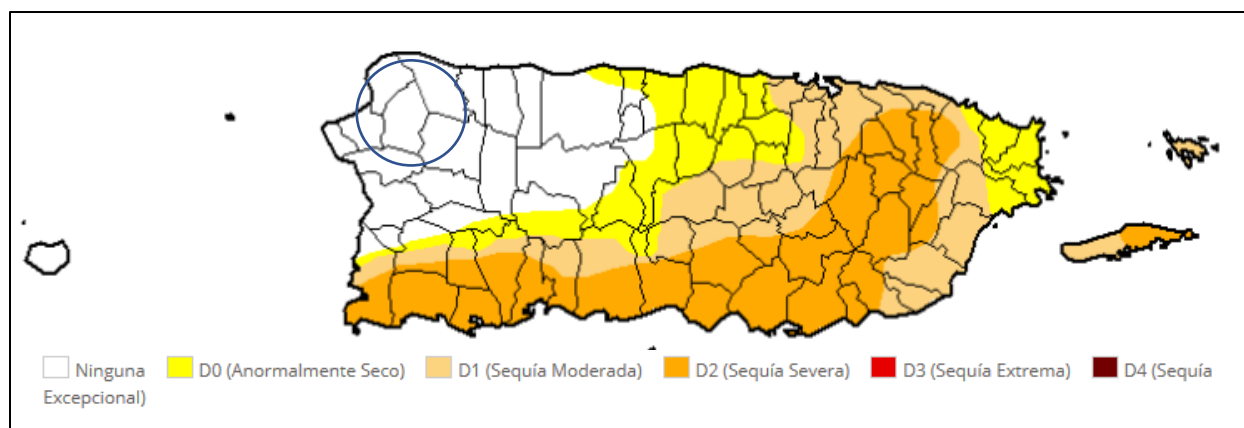 Ninguna D0 (Anormalmente Seco) D1 (Sequía Moderada) D2 (Sequía Severa) D3 (Sequía Extrema) D4 (Sequía
Excepcional)